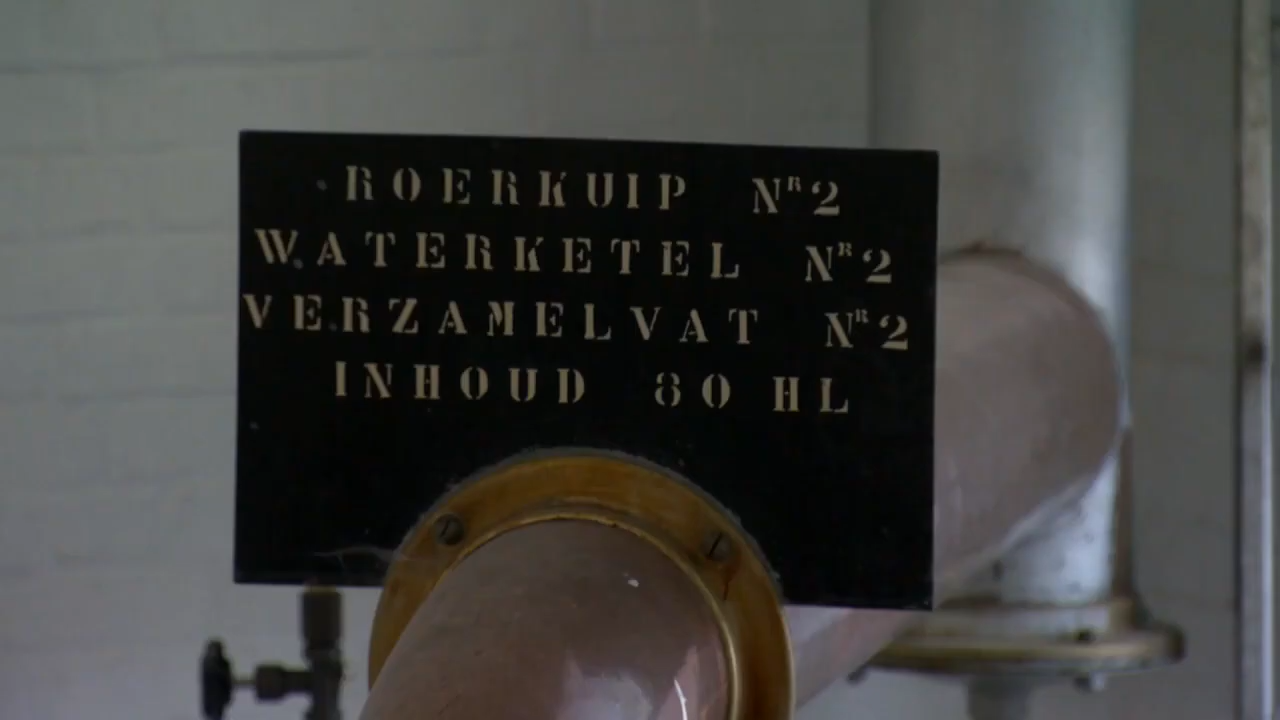 ROERKUIP Nᴿ 2
WATERKETEL Nᴿ 2
VERZAMELVAT Nᴿ 2
INHOUD 80 HL